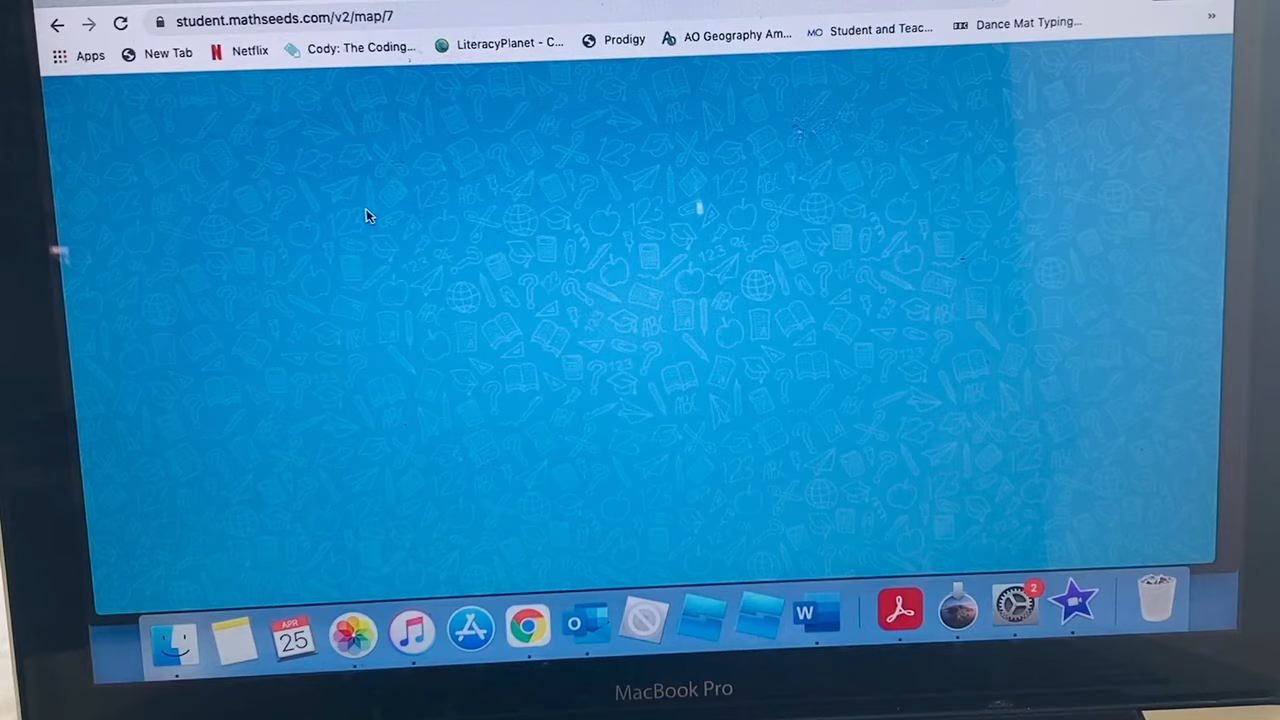 student.mathseeds.com/v2/map/7
Apps New Tab Netflix Cody: The Coding... LiteracyPlanet - C... Prodigy AO Geography Am... MO Student and Teac... Dance Mat Typing... »
2
APR
25
W
MacBook Pro